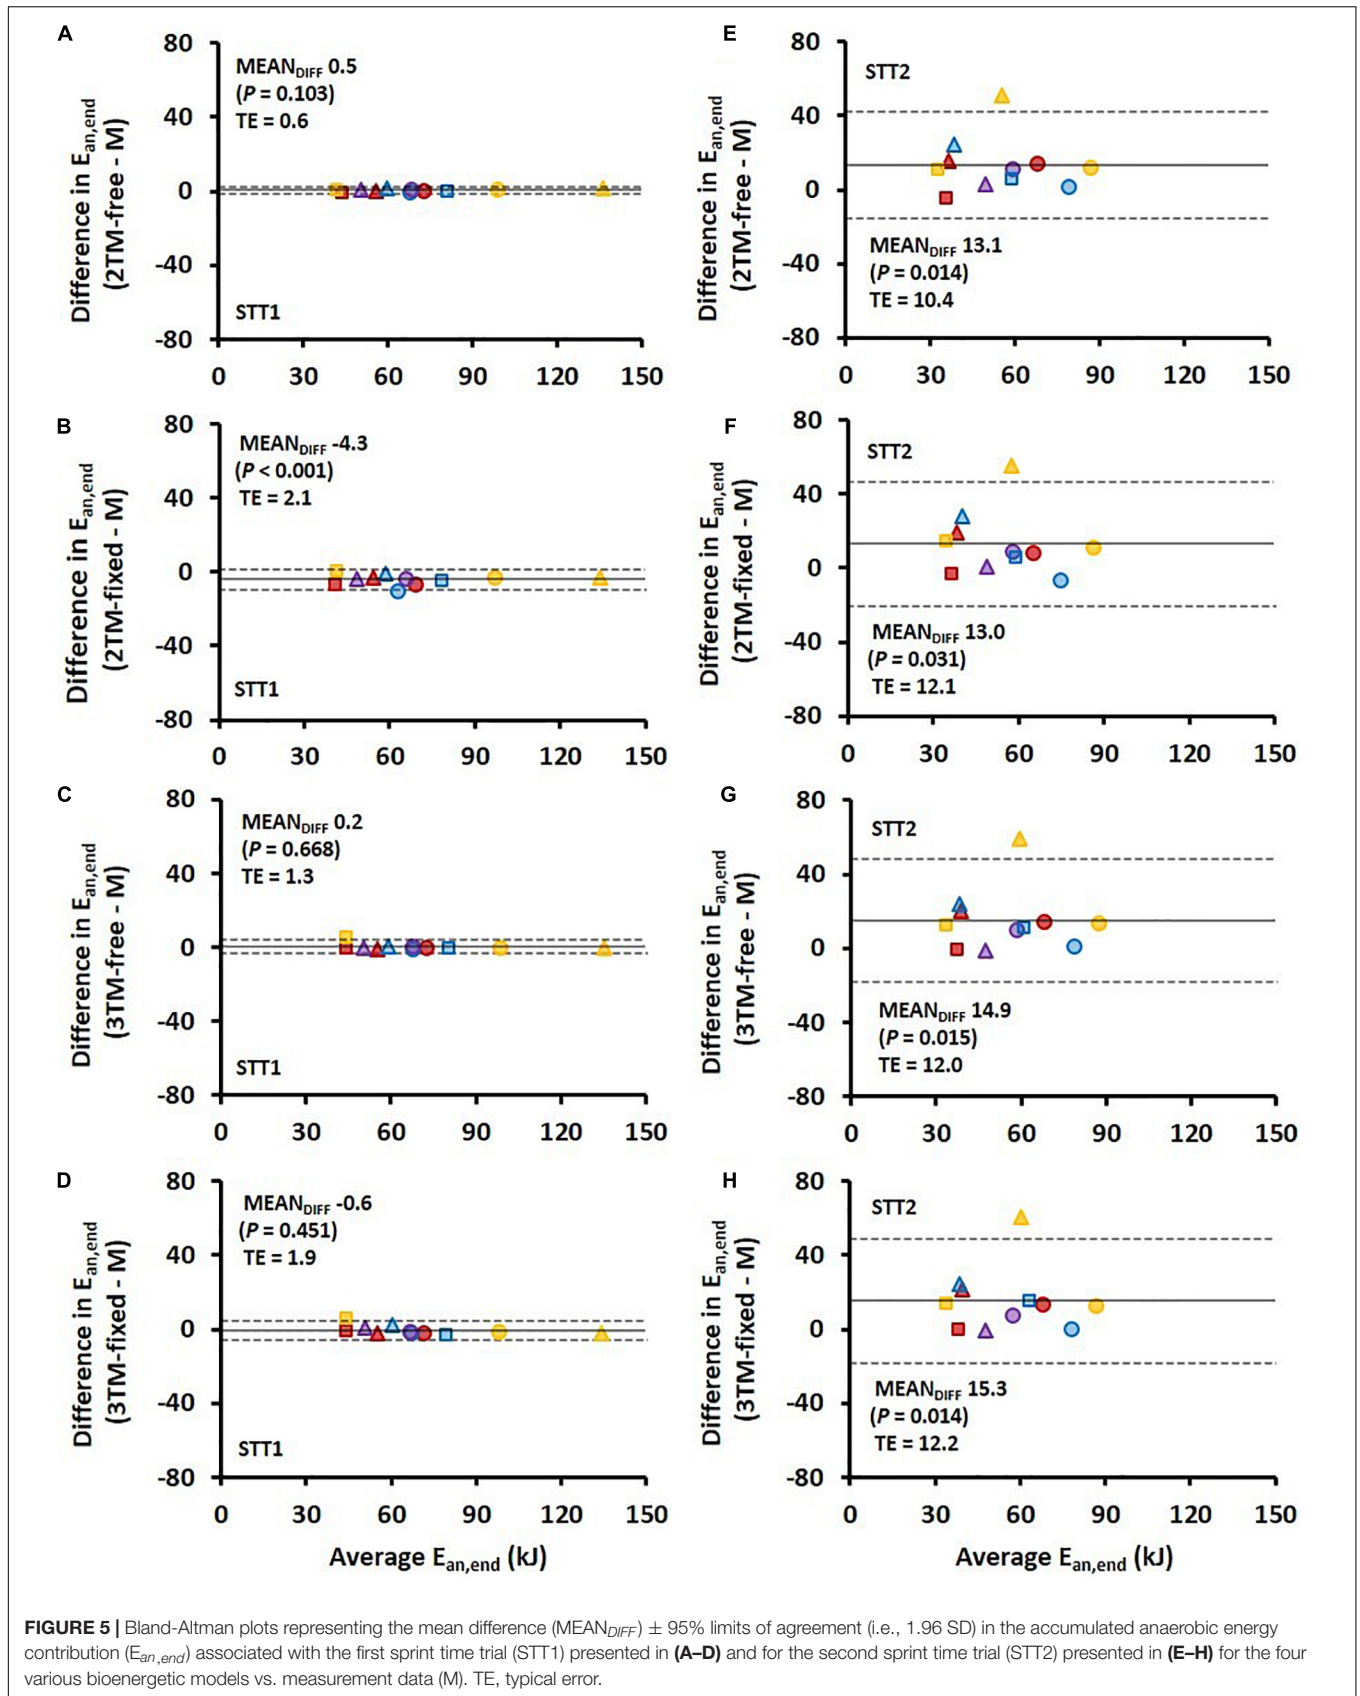 A
80
40
0
-40
-80
Difference in Ean,end
(2TM-free - M)
MEANDIFF 0.5
(P = 0.103)
TE = 0.6
STT1
0 30 60 90 120 150
E
80
40
0
-40
-80
Difference in Ean,end
(2TM-free - M)
STT2
MEANDIFF 13.1
(P = 0.014)
TE = 10.4
0 30 60 90 120 150
B
80
40
0
-40
-80
Difference in Ean,end
(2TM-fixed - M)
MEANDIFF -4.3
(P < 0.001)
TE = 2.1
STT1
0 30 60 90 120 150
F
80
40
0
-40
-80
Difference in Ean,end
(2TM-fixed - M)
STT2
MEANDIFF 13.0
(P = 0.031)
TE = 12.1
0 30 60 90 120 150
C
80
40
0
-40
-80
Difference in Ean,end
(3TM-free - M)
MEANDIFF 0.2
(P = 0.668)
TE = 1.3
STT1
0 30 60 90 120 150
G
80
40
0
-40
-80
Difference in Ean,end
(3TM-free - M)
STT2
MEANDIFF 14.9
(P = 0.015)
TE = 12.0
0 30 60 90 120 150
D
80
40
0
-40
-80
Difference in Ean,end
(3TM-fixed - M)
MEANDIFF -0.6
(P = 0.451)
TE = 1.9
STT1
0 30 60 90 120 150
Average Ean,end (kJ)
H
80
40
0
-40
-80
Difference in Ean,end
(3TM-fixed - M)
STT2
MEANDIFF 15.3
(P = 0.014)
TE = 12.2
0 30 60 90 120 150
Average Ean,end (kJ)
FIGURE 5 | Bland-Altman plots representing the mean difference (MEANDIFF) ± 95% limits of agreement (i.e., 1.96 SD) in the accumulated anaerobic energy
contribution (Ean,end) associated with the first sprint time trial (STT1) presented in (A–D) and for the second sprint time trial (STT2) presented in (E–H) for the four
various bioenergetic models vs. measurement data (M). TE, typical error.